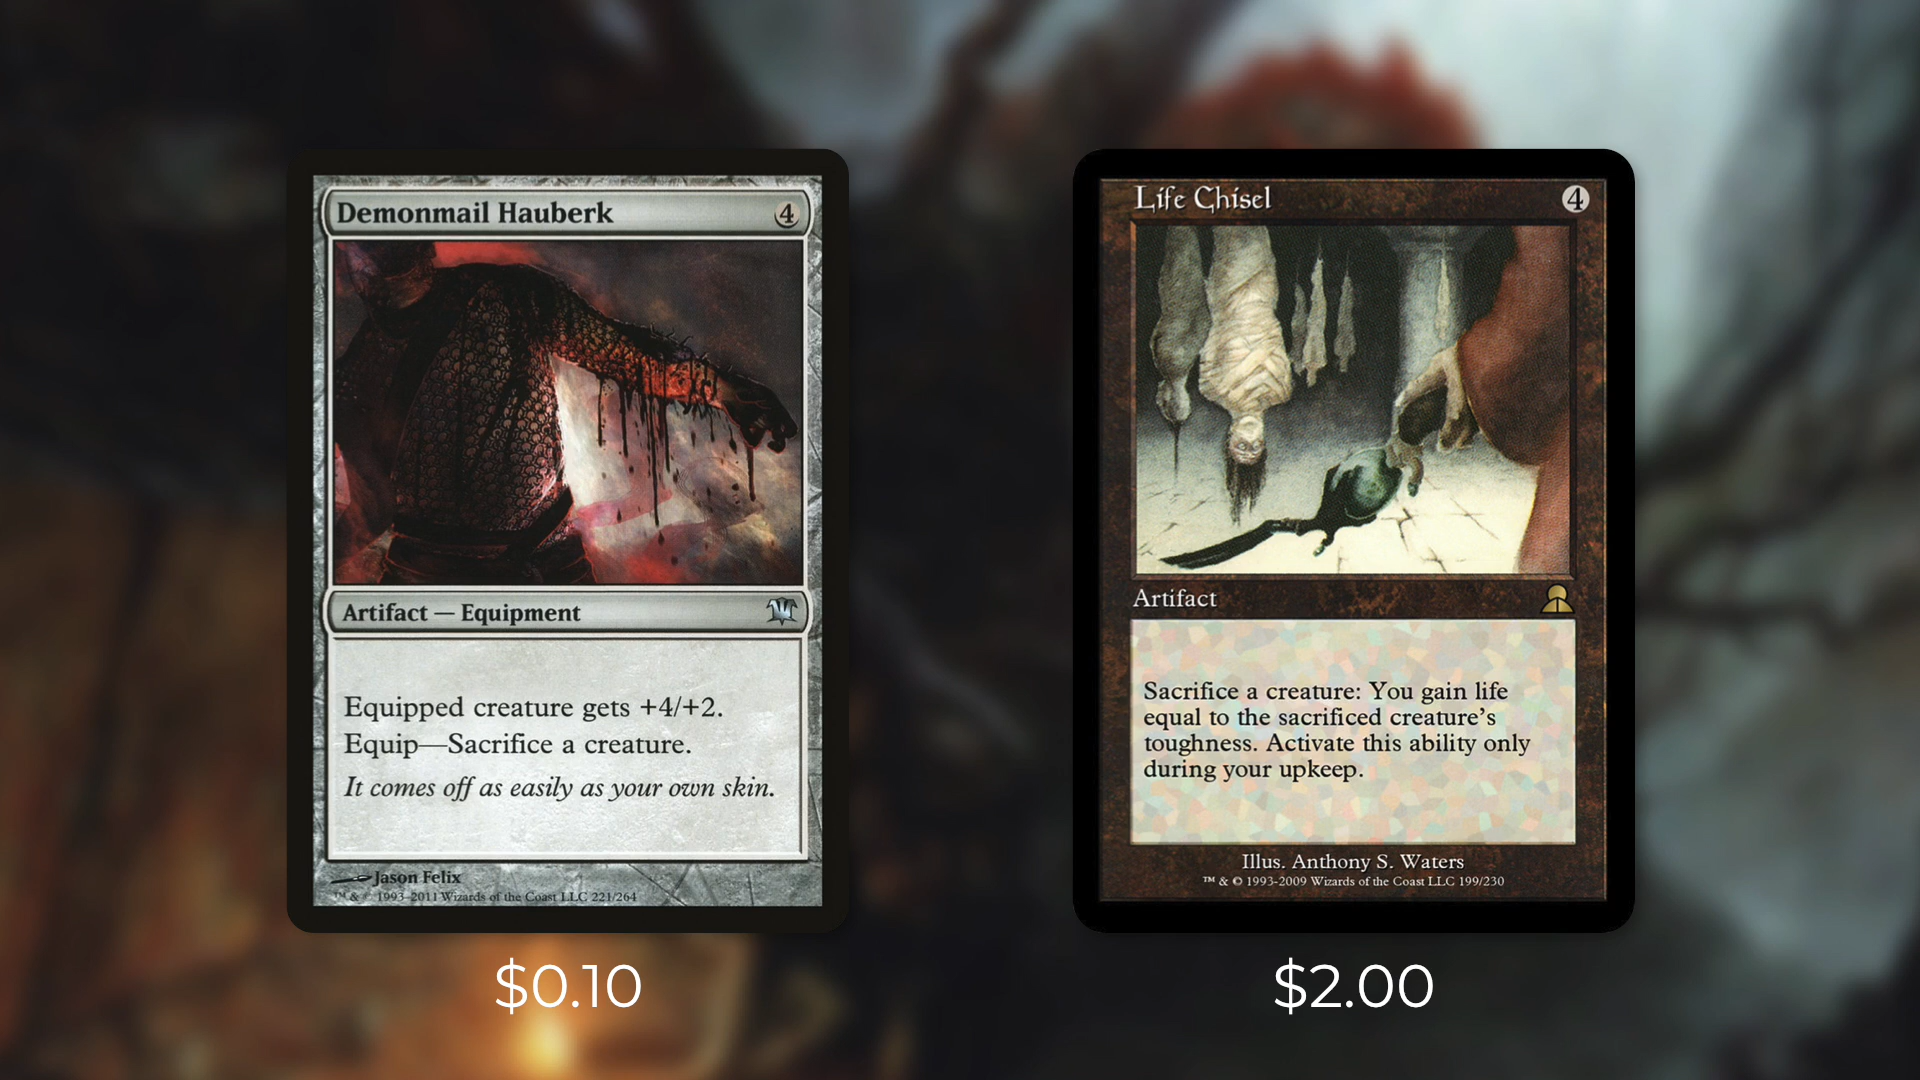 Demonmail Hauberk
4
Artifact — Equipment
Equipped creature gets +4/+2.
Equip—Sacrifice a creature.
It comes off as easily as your own skin.
Jason Felix
™ & © 1993–2011 Wizards of the Coast LLC 221/264
$0.10
Life Chisel
4
Artifact
Sacrifice a creature: You gain life
equal to the sacrificed creature's
toughness. Activate this ability only
during your upkeep.
Illus. Anthony S. Waters
™ & © 1993-2009 Wizards of the Coast LLC 199/230
$2.00